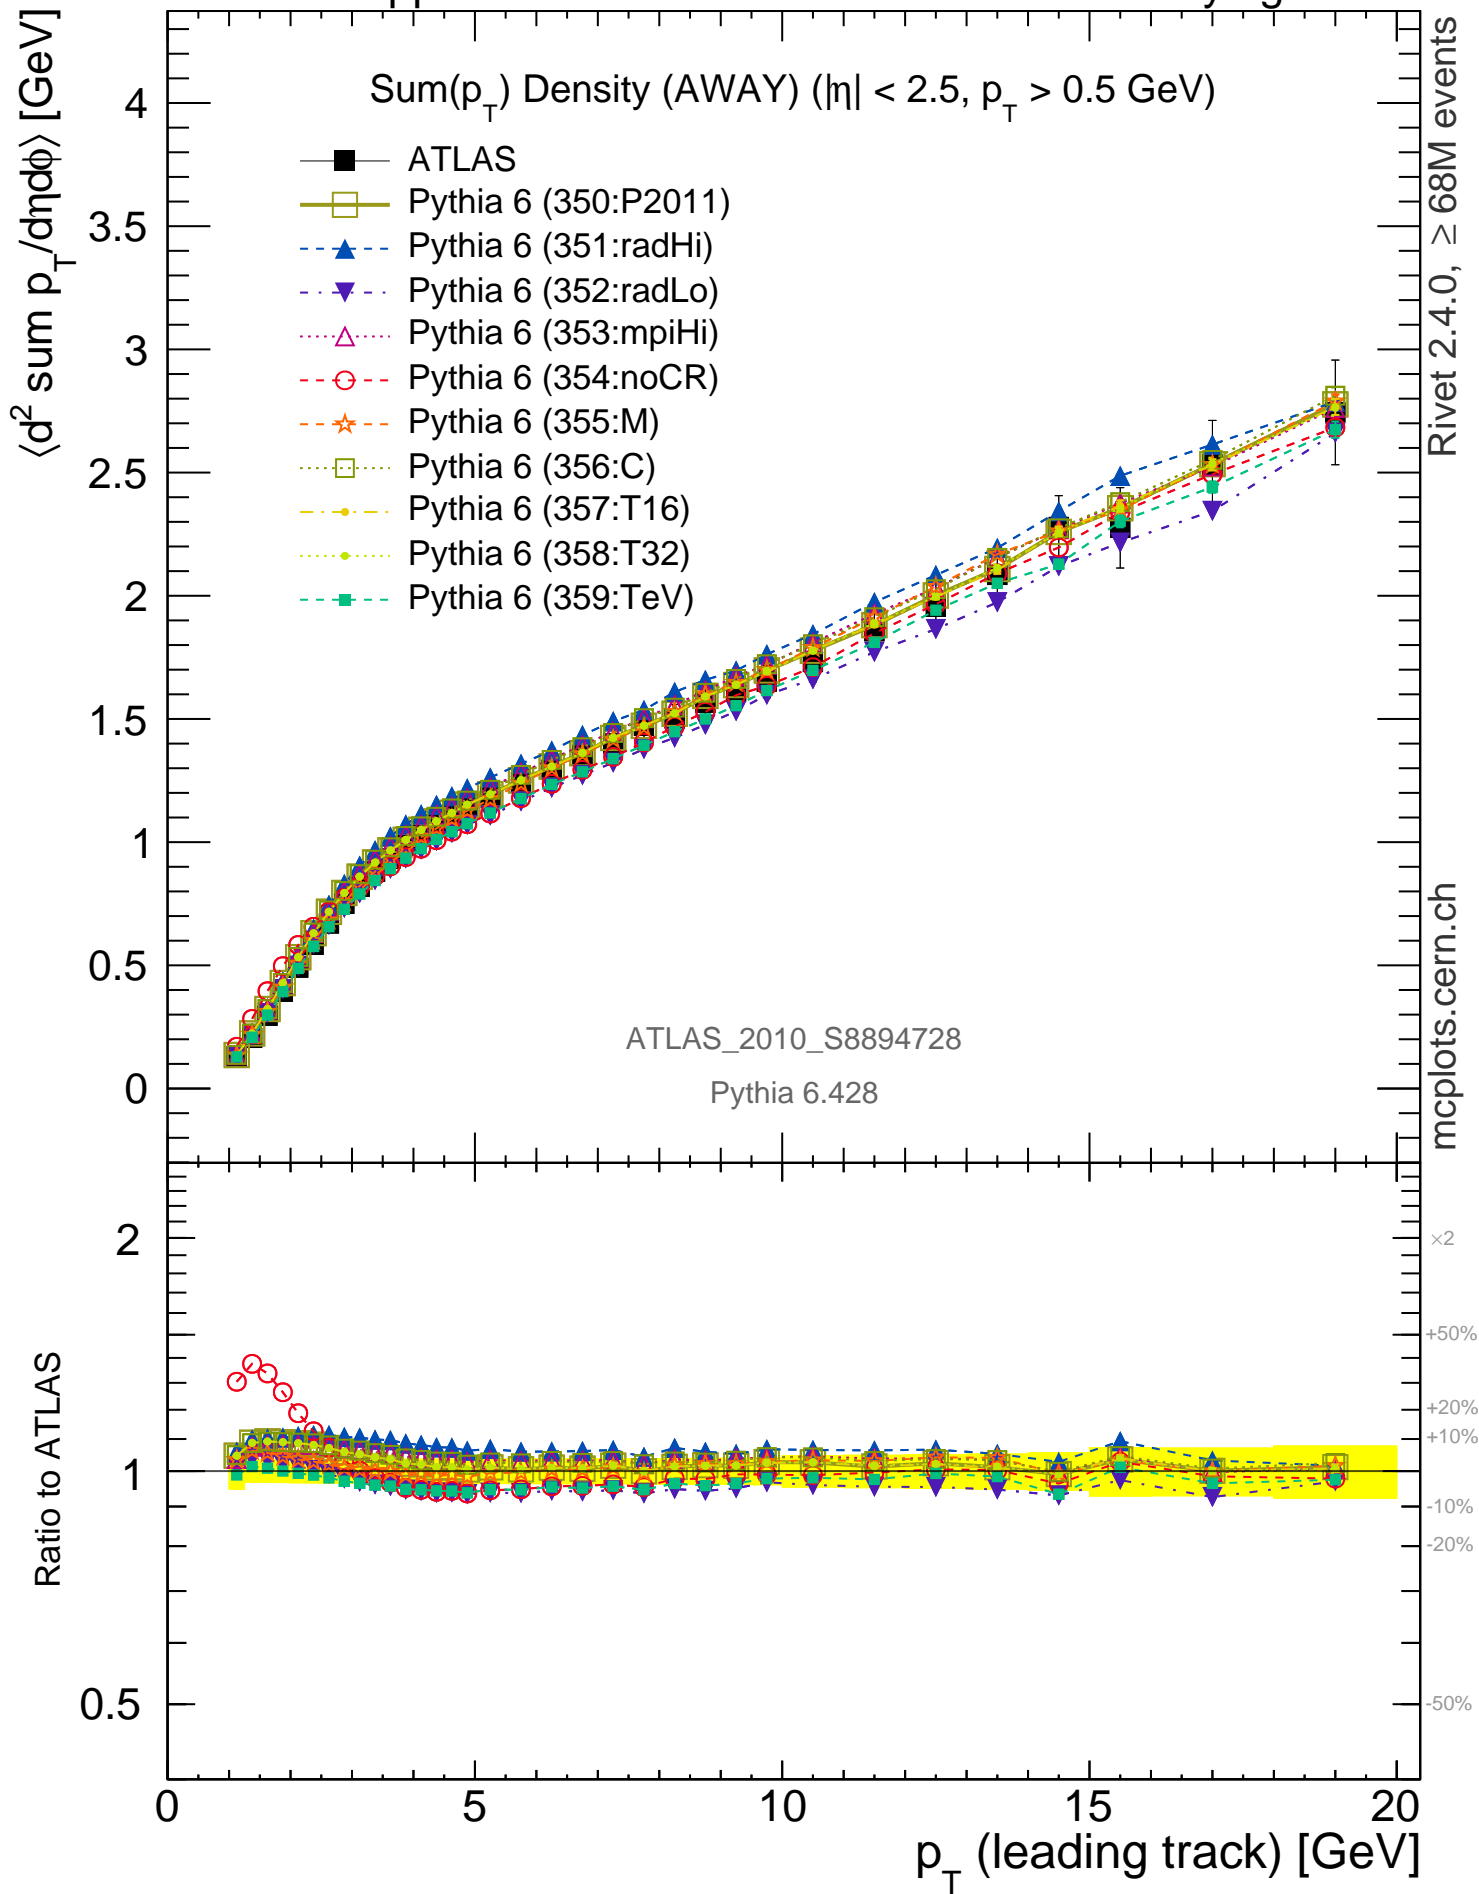 Sum(p_T) Density (AWAY) (|η| < 2.5, p_T > 0.5 GeV)
⟨d² sum p_T/dηdϕ⟩ [GeV]
ATLAS
Pythia 6 (350:P2011)
Pythia 6 (351:radHi)
Pythia 6 (352:radLo)
Pythia 6 (353:mpiHi)
Pythia 6 (354:noCR)
Pythia 6 (355:M)
Pythia 6 (356:C)
Pythia 6 (357:T16)
Pythia 6 (358:T32)
Pythia 6 (359:TeV)
4
3.5
3
2.5
2
1.5
1
0.5
0
ATLAS_2010_S8894728
Pythia 6.428
Rivet 2.4.0, ≥ 68M events
mcplots.cern.ch
Ratio to ATLAS
2
1
0.5
×2
+50%
+20%
+10%
-10%
-20%
-50%
0
5
10
15
20
p_T (leading track) [GeV]